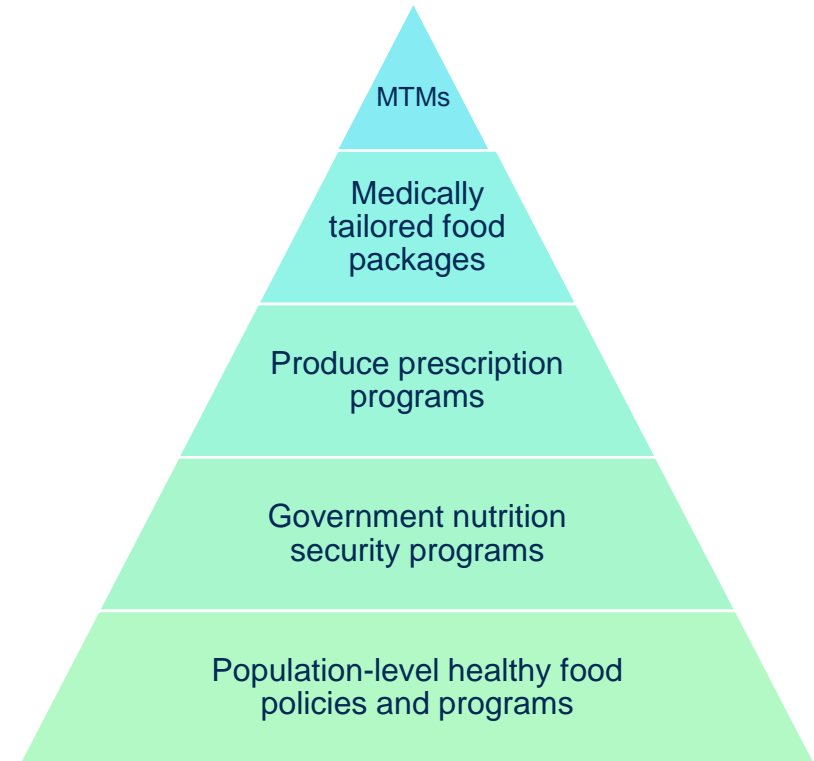 MTMs
Medically
tailored food
packages
Produce prescription
programs
Government nutrition
security programs
Population-level healthy food
policies and programs